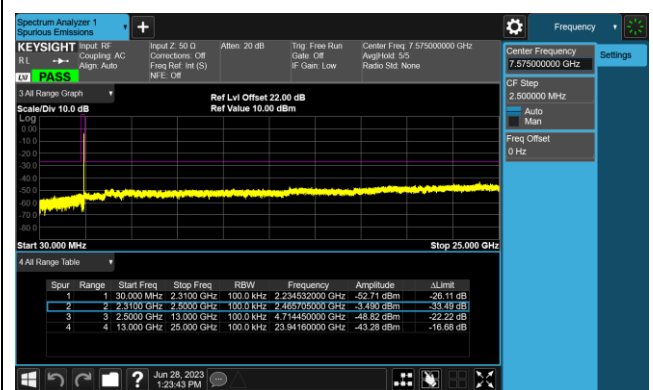 Spectrum Analyzer 1
Spurious Emissions
Frequency
KEYSIGHT Input: RF Input Z: 50 Ω Atten: 20 dB Trig: Free Run Center Freq: 7.575000000 GHz
RL Coupling: AC Corrections: Off Gate: Off Avg|Hold: 5/5
Align: Auto Freq Ref: Int (S) IF Gain: Low Radio Std: None
NFE: Off
LXI PASS
Center Frequency
7.575000000 GHz
Settings
CF Step
2.500000 MHz
Auto
Man
Freq Offset
0 Hz
3 All Range Graph
Ref Lvl Offset 22.00 dB
Scale/Div 10.0 dB Ref Value 10.00 dBm
Log
0.00
-10.0
-20.0
-30.0
-40.0
-50.0
-60.0
-70.0
-80.0
Start 30.000 MHz Stop 25.000 GHz
4 All Range Table
Spur Range Start Freq Stop Freq RBW Frequency Amplitude ΔLimit
1 1 30.000 MHz 2.3100 GHz 100.0 kHz 2.234532000 GHz -52.71 dBm -26.11 dB
2 2 2.3100 GHz 2.5000 GHz 100.0 kHz 2.465705000 GHz -3.490 dBm -33.49 dB
3 3 2.5000 GHz 13.000 GHz 100.0 kHz 4.714450000 GHz -48.82 dBm -22.22 dB
4 4 13.000 GHz 25.000 GHz 100.0 kHz 23.94160000 GHz -43.28 dBm -16.68 dB
Jun 28, 2023
1:23:43 PM